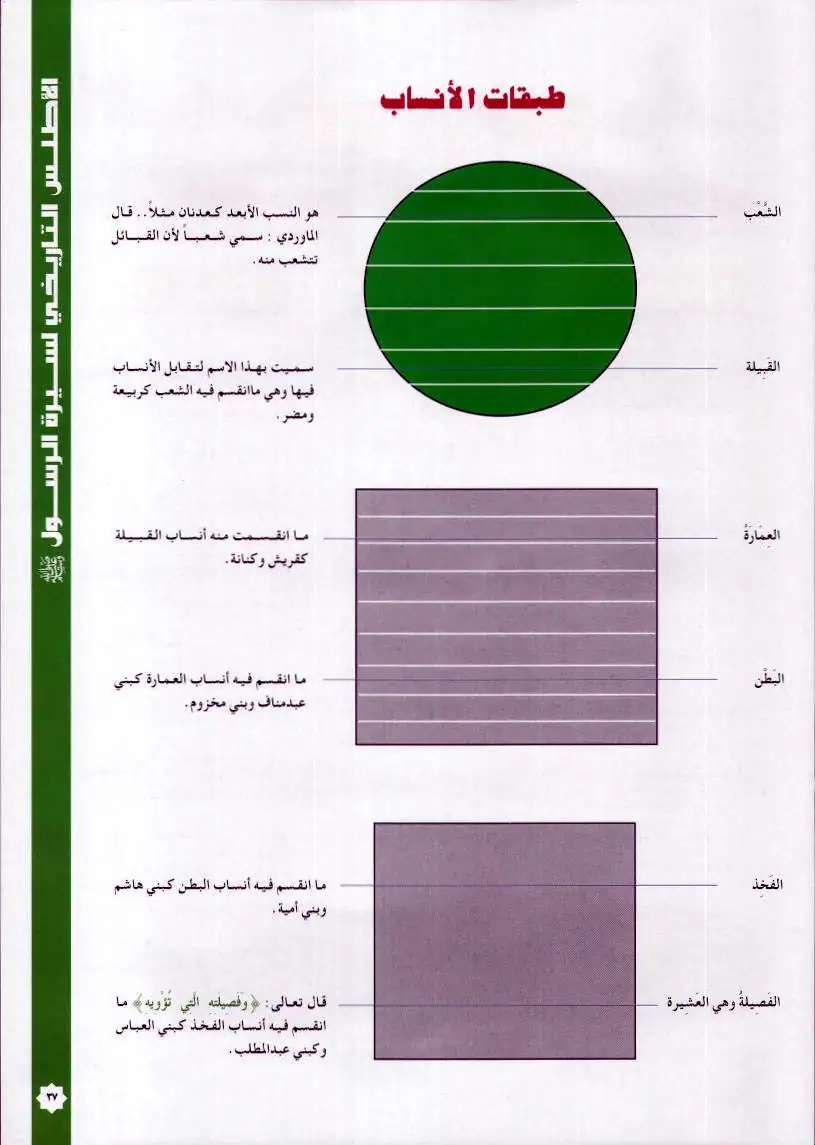 طبقات الأنساب
الشَّعْب
هو النسب الأبعد كعدنان مثلاً.. قال
الماوردي : سمي شعباً لأن القبائل
تتشعب منه.
القَبِيلة
سميت بهذا الاسم لتقابل الأنساب
فيها وهي ماانقسم فيه الشعب كربيعة
ومضر.
العِمَارَةُ
ما انقسمت منه أنساب القبيلة
كقريش وكنانة.
البَطْن
ما انقسم فيه أنساب العمارة كبني
عبدمناف وبني مخزوم.
الفَخِذ
ما انقسم فيه أنساب البطن كبني هاشم
وبني أمية.
الفَصِيلةُ وهي العَشيرة
قال تعالى: ﴿وَفَصيلَتِهِ الَّتي تُؤْويهِ﴾ ما
انقسم فيه أنساب الفخذ كبني العباس
وكبني عبدالمطلب.
الأطلس التاريخي لسيرة الرسول ﷺ
٣٧